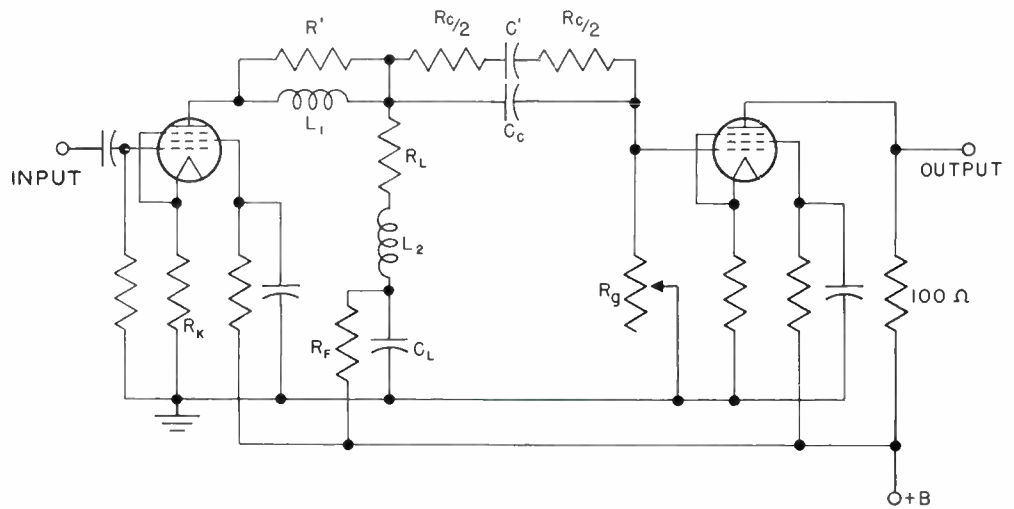 R'
Rc/2
C'
Rc/2
L1
Cc
INPUT
RL
OUTPUT
L2
RK
Rg
100 Ω
RF
CL
+B